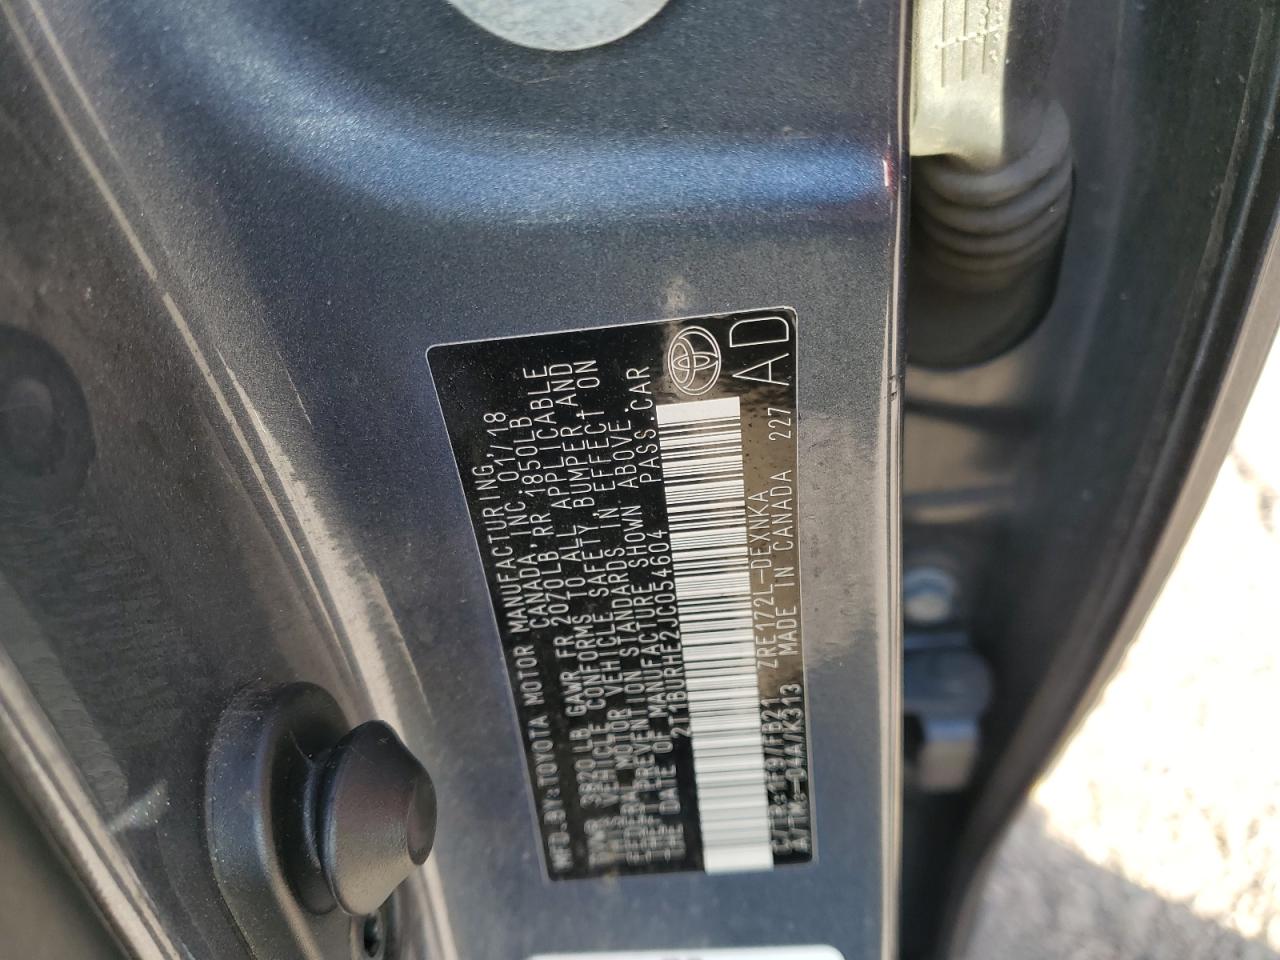 MFD.BY:TOYOTA MOTOR MANUFACTURING,
CANADA, INC. 01/18
GVWR 3820 LB GAWR FR 2070LB RR 1850LB
THIS VEHICLE CONFORMS TO ALL APPLICABLE
FEDERAL MOTOR VEHICLE SAFETY, BUMPER AND
THEFT PREVENTION STANDARDS IN EFFECT ON
THE DATE OF MANUFACTURE SHOWN ABOVE.
2T1BURHE2JC054604 PASS.CAR
C/TR:1F9/FB21 ZRE172L-DEXNKA
A/TM:-04A/K313 MADE IN CANADA 227
AD